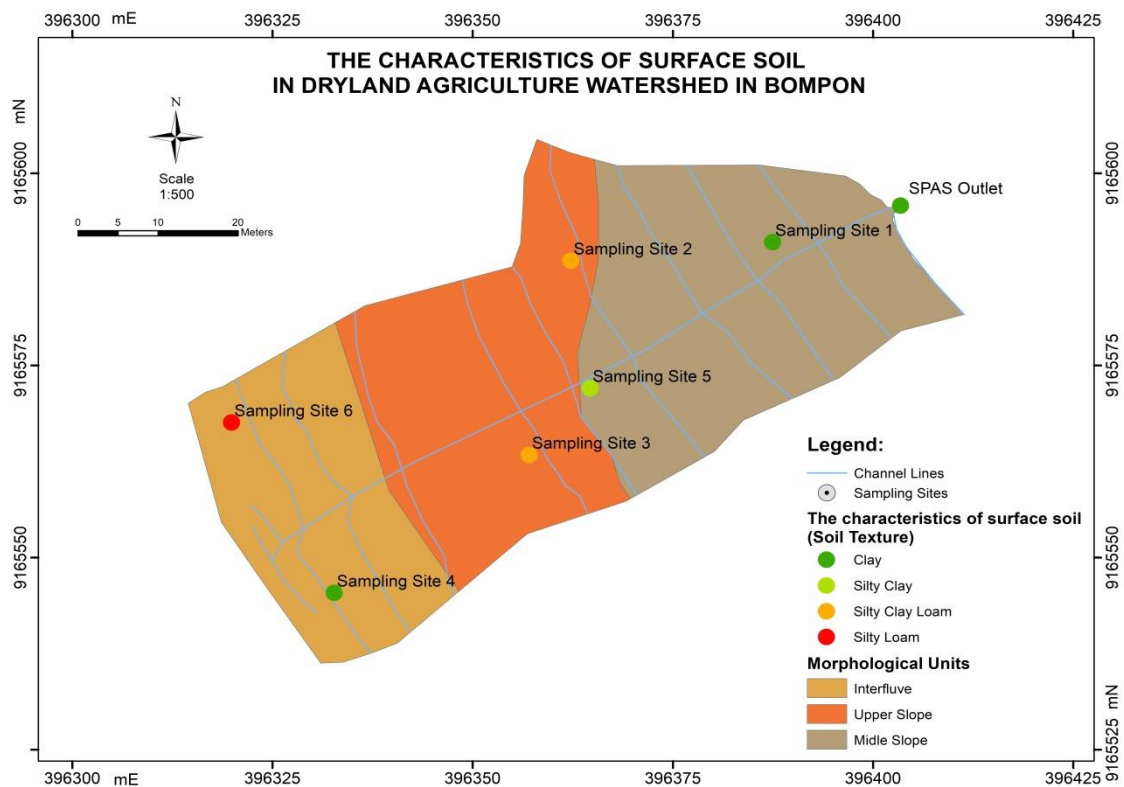 396300 mE 396325 396350 396375 396400 396425
THE CHARACTERISTICS OF SURFACE SOIL
IN DRYLAND AGRICULTURE WATERSHED IN BOMPON
mN
N
Scale
1:500
0 5 10 20
Meters
9165600
9165600
SPAS Outlet
Sampling Site 1
Sampling Site 2
9165575
9165575
Sampling Site 5
Sampling Site 6
Sampling Site 3
9165550
9165550
Sampling Site 4
Legend:
Channel Lines
Sampling Sites
The characteristics of surface soil
(Soil Texture)
Clay
Silty Clay
Silty Clay Loam
Silty Loam
Morphological Units
Interfluve
Upper Slope
Midle Slope
9165525 mN
396300 mE 396325 396350 396375 396400 396425